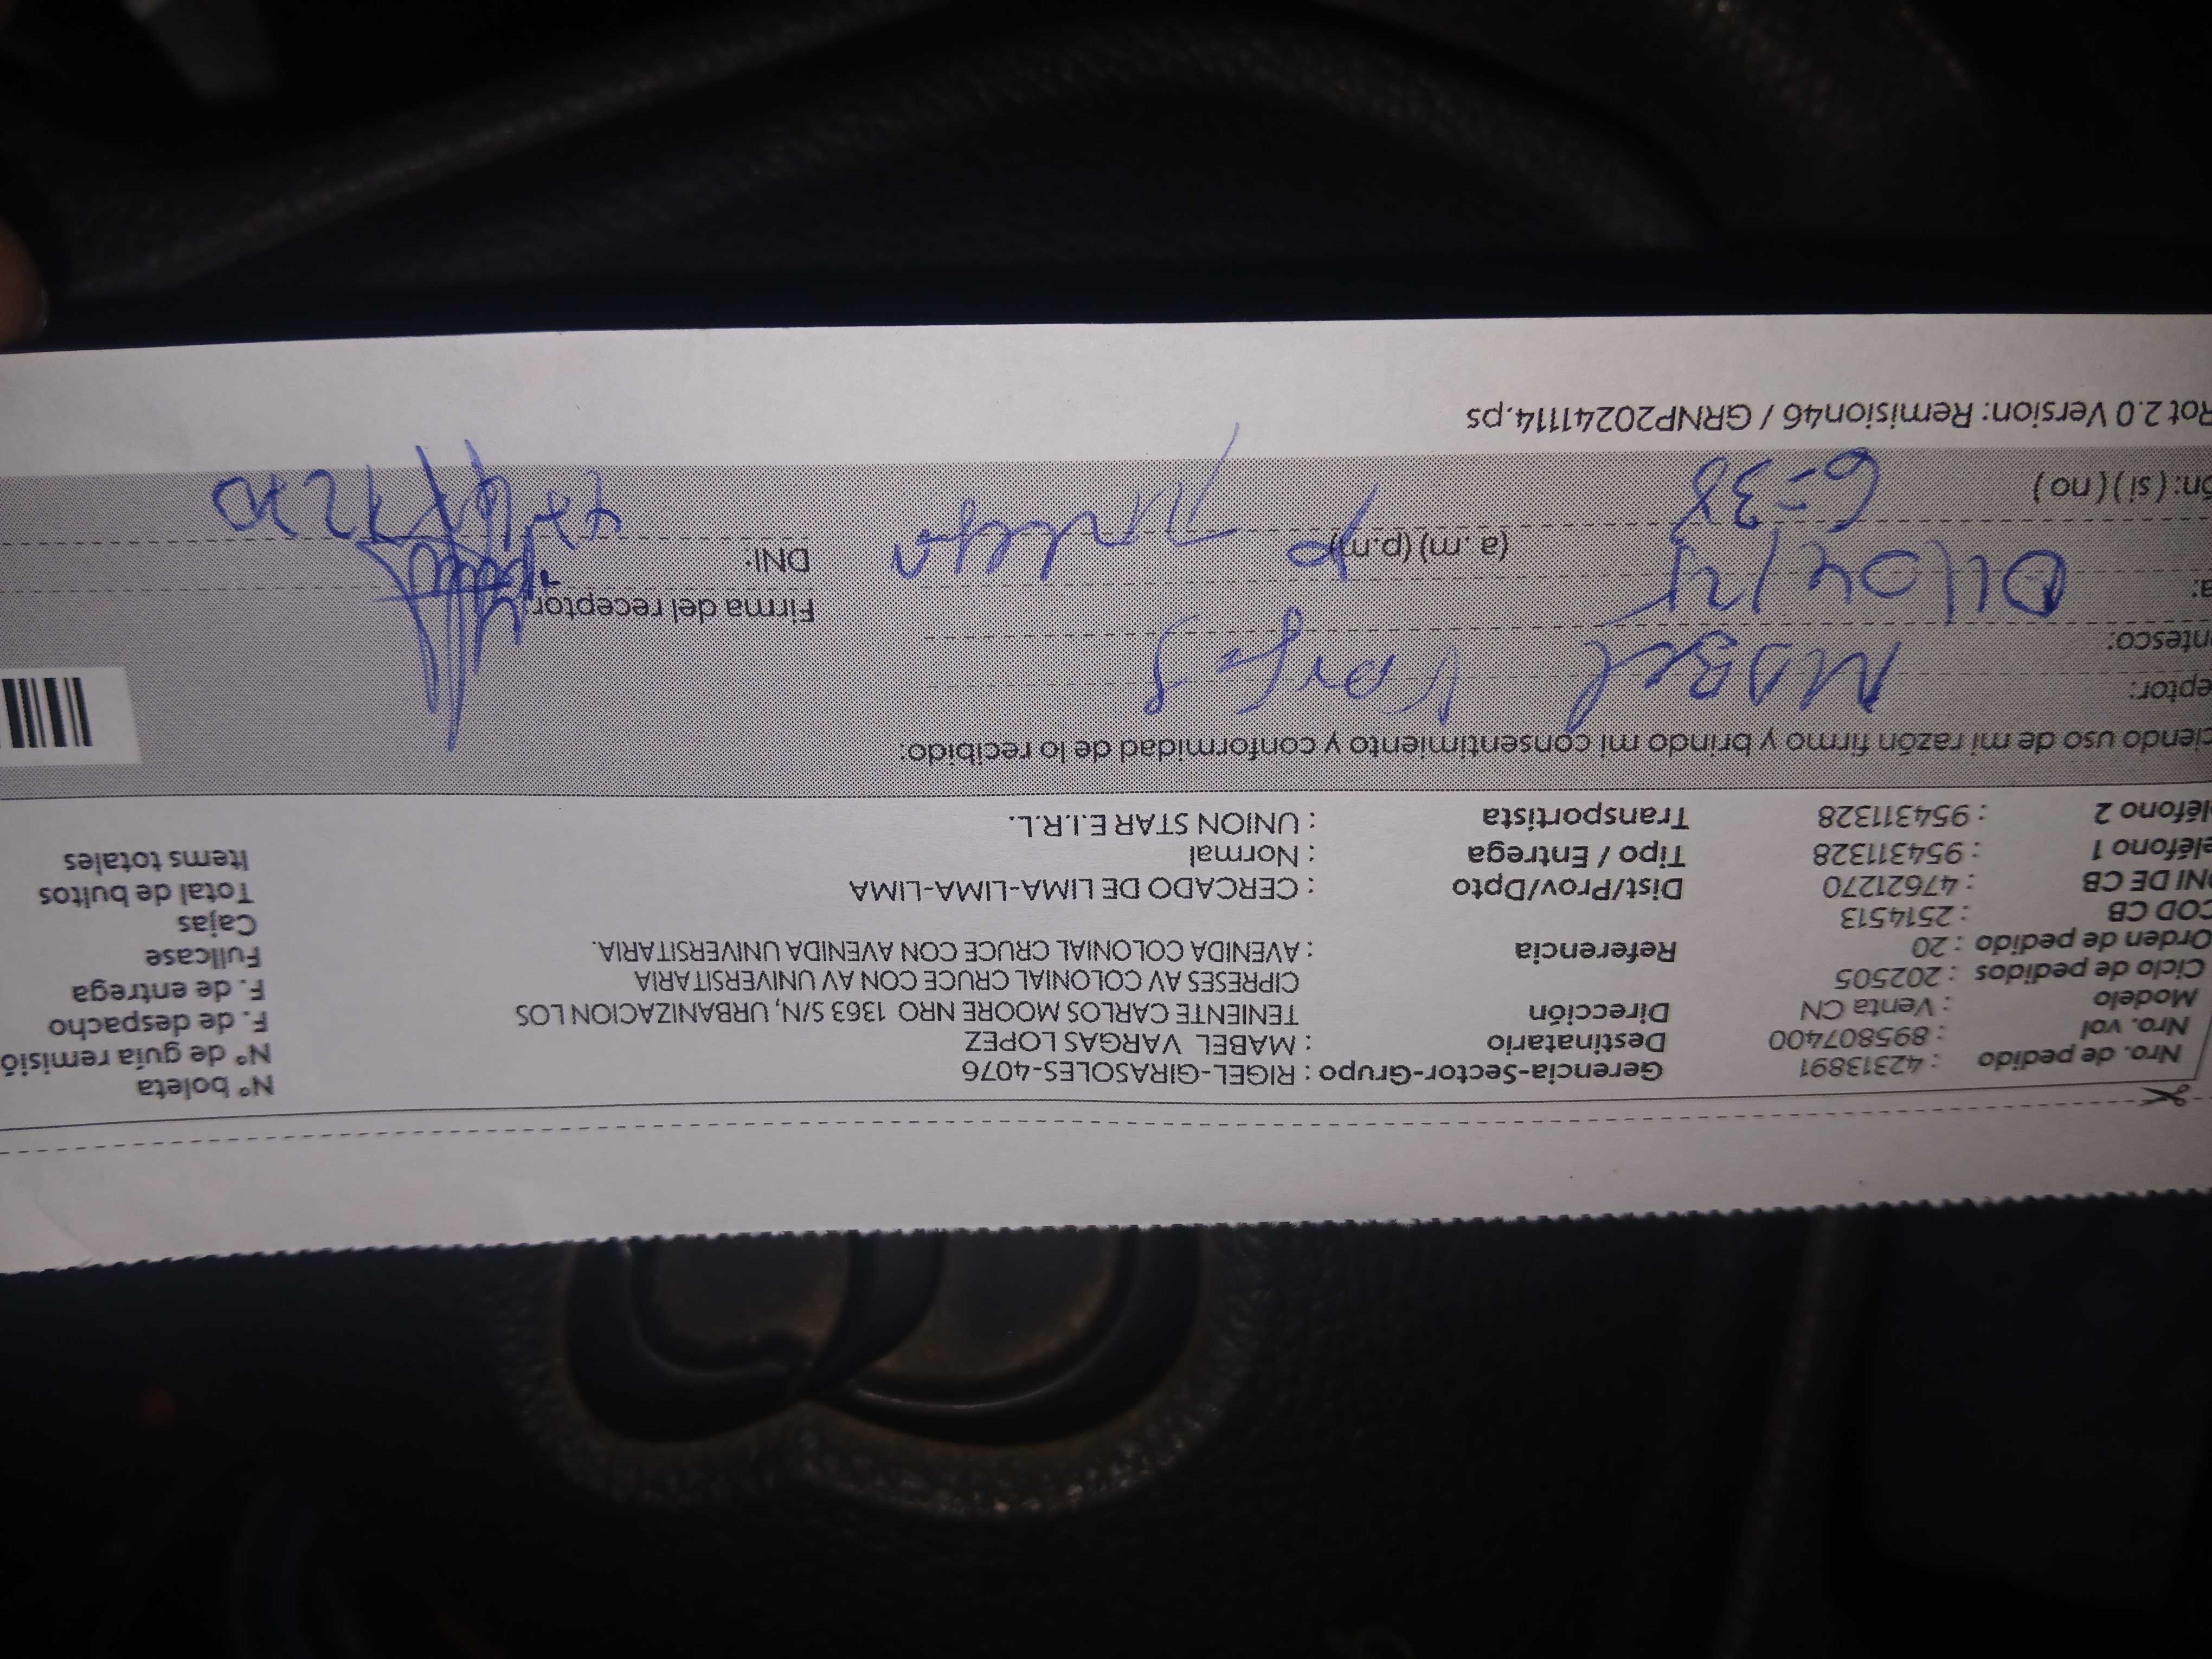 Nro. de pedido : 42313891 Gerencia-Sector-Grupo : RIGEL-GIRASOLES-4076 N° boleta
Nro. vol : 895807400 Destinatario : MABEL VARGAS LOPEZ N° de guía remisió
Modelo : Venta CN Dirección TENIENTE CARLOS MOORE NRO 1363 S/N, URBANIZACION LOS F. de despacho
Ciclo de pedidos : 202505 CIPRESES AV COLONIAL CRUCE CON AV UNIVERSITARIA F. de entrega
Orden de pedido : 20 Referencia : AVENIDA COLONIAL CRUCE CON AVENIDA UNIVERSITARIA. Fullcase
COD CB : 2514513 Cajas
DNI DE CB : 47621270 Dist/Prov/Dpto : CERCADO DE LIMA-LIMA-LIMA Total de bultos
eléfono 1 : 954311328 Tipo / Entrega : Normal Items totales
léfono 2 : 954311328 Transportista : UNION STAR E.I.R.L.
ciendo uso de mi razón firmo y brindo mi consentimiento y conformidad de lo recibido:
eptor: Mabel Vargas
ntesco:
a: 01/04/25 Firma del receptor:
(a.m) (p.m) DNI:
ón: (si) (no) 6:38
Rot 2.0 Version: Remision46 / GRNP20241114.ps